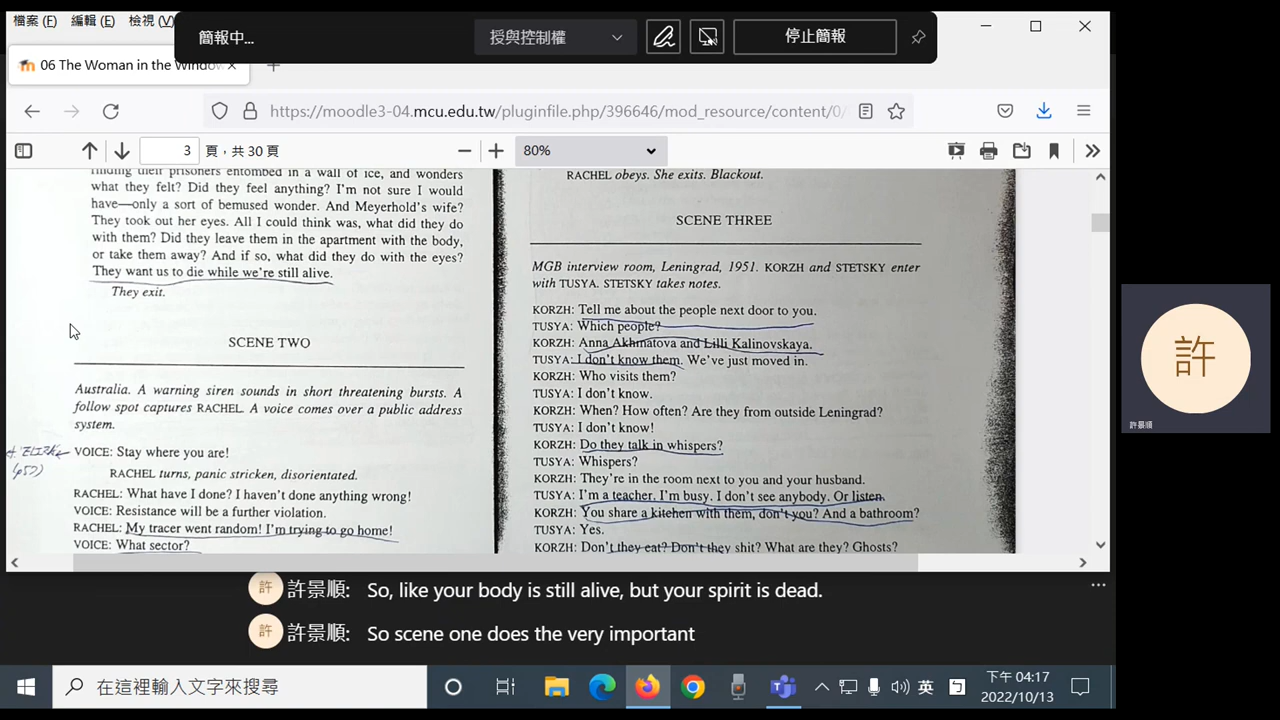 檔案 (F) 編輯 (E) 檢視 (V)
簡報中...
授與控制權
停止簡報
06 The Woman in the Window
https://moodle3-04.mcu.edu.tw/pluginfile.php/396646/mod_resource/content/0/
3 頁，共 30 頁
80%
finding their prisoners entombed in a wall of ice, and wonders
what they felt? Did they feel anything? I'm not sure I would
have—only a sort of bemused wonder. And Meyerhold's wife?
They took out her eyes. All I could think was, what did they do
with them? Did they leave them in the apartment with the body,
or take them away? And if so, what did they do with the eyes?
They want us to die while we're still alive.
They exit.
SCENE TWO
Australia. A warning siren sounds in short threatening bursts. A
follow spot captures RACHEL. A voice comes over a public address
system.
VOICE: Stay where you are!
RACHEL turns, panic stricken, disorientated.
RACHEL: What have I done? I haven't done anything wrong!
VOICE: Resistance will be a further violation.
RACHEL: My tracer went random! I'm trying to go home!
VOICE: What sector?
RACHEL obeys. She exits. Blackout.
SCENE THREE
MGB interview room, Leningrad, 1951. KORZH and STETSKY enter
with TUSYA. STETSKY takes notes.
KORZH: Tell me about the people next door to you.
TUSYA: Which people?
KORZH: Anna Akhmatova and Lilli Kalinovskaya.
TUSYA: I don't know them. We've just moved in.
KORZH: Who visits them?
TUSYA: I don't know.
KORZH: When? How often? Are they from outside Leningrad?
TUSYA: I don't know!
KORZH: Do they talk in whispers?
TUSYA: Whispers?
KORZH: They're in the room next to you and your husband.
TUSYA: I'm a teacher. I'm busy. I don't see anybody. Or listen.
KORZH: You share a kitchen with them, don't you? And a bathroom?
TUSYA: Yes.
KORZH: Don't they eat? Don't they shit? What are they? Ghosts?
許
許景順
許 許景順: So, like your body is still alive, but your spirit is dead.
許 許景順: So scene one does the very important
在這裡輸入文字來搜尋
英
下午 04:17
2022/10/13